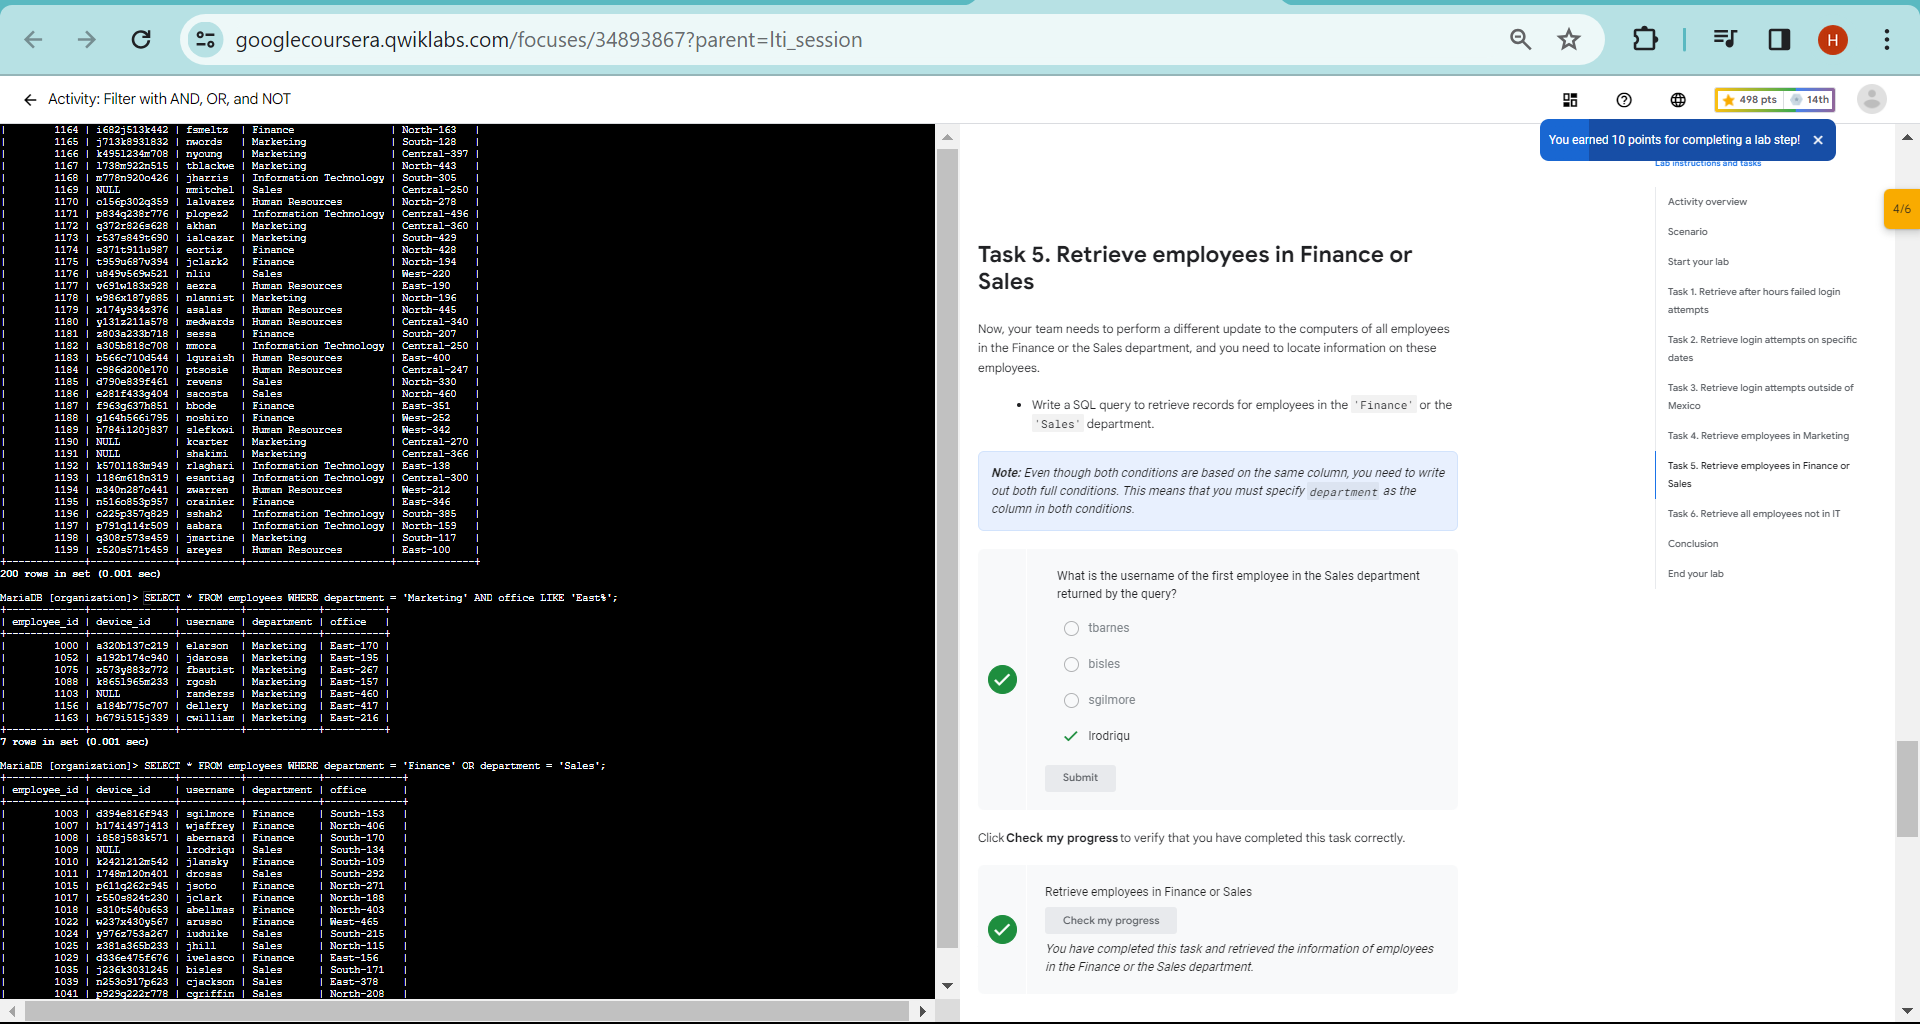 googlecoursera.qwiklabs.com/focuses/34893867?parent=lti_session
H
Activity: Filter with AND, OR, and NOT
498 pts
14th
You earned 10 points for completing a lab step!
| 1164 | i682j513k442 | fsmeltz | Finance | North-163 |
| 1165 | j713k893l832 | nwords | Marketing | South-128 |
| 1166 | k495l234m708 | nyoung | Marketing | Central-397 |
| 1167 | l738m922n515 | tblackwe | Marketing | North-443 |
| 1168 | m778n920o426 | jharris | Information Technology | South-305 |
| 1169 | NULL | mmitchel | Sales | Central-250 |
| 1170 | o156p302q359 | lalvarez | Human Resources | North-278 |
| 1171 | p834q238r776 | plopez2 | Information Technology | Central-496 |
| 1172 | q372r826s628 | akhan | Marketing | Central-360 |
| 1173 | r537s849t690 | ialcazar | Marketing | South-429 |
| 1174 | s371t911u987 | eortiz | Finance | North-428 |
| 1175 | t959u687v394 | jclark2 | Finance | North-194 |
| 1176 | u849v569w521 | nliu | Sales | West-220 |
| 1177 | v691w183x928 | aezra | Human Resources | East-190 |
| 1178 | w986x187y885 | nlannist | Marketing | North-196 |
| 1179 | x174y934z376 | asalas | Human Resources | North-445 |
| 1180 | y131z211a578 | medwards | Human Resources | Central-340 |
| 1181 | z803a233b718 | sessa | Finance | South-207 |
| 1182 | a305b818c708 | mmora | Information Technology | Central-250 |
| 1183 | b566c710d544 | lquraish | Human Resources | East-400 |
| 1184 | c986d200e170 | ptsosie | Human Resources | Central-247 |
| 1185 | d790e839f461 | revens | Sales | North-330 |
| 1186 | e281f433g404 | sacosta | Sales | North-460 |
| 1187 | f963g637h851 | bbode | Finance | East-351 |
| 1188 | g164h566i795 | noshiro | Finance | West-252 |
| 1189 | h784i120j837 | slefkowi | Human Resources | West-342 |
| 1190 | NULL | kcarter | Marketing | Central-270 |
| 1191 | NULL | shakimi | Marketing | Central-366 |
| 1192 | k570l183m949 | rlaghari | Information Technology | East-138 |
| 1193 | l186m618n319 | esantiag | Information Technology | Central-300 |
| 1194 | m340n287o441 | zwarren | Human Resources | West-212 |
| 1195 | n516o853p957 | orainier | Finance | East-346 |
| 1196 | o225p357q829 | sshah2 | Information Technology | South-385 |
| 1197 | p791q114r509 | aabara | Information Technology | North-159 |
| 1198 | q308r573s459 | jmartine | Marketing | South-117 |
| 1199 | r520s571t459 | areyes | Human Resources | East-100 |
200 rows in set (0.001 sec)
MariaDB [organization]> SELECT * FROM employees WHERE department = 'Marketing' AND office LIKE 'East%';
| employee_id | device_id | username | department | office |
| 1000 | a320b137c219 | elarson | Marketing | East-170 |
| 1052 | a192b174c940 | jdarosa | Marketing | East-195 |
| 1075 | x573y883z772 | fbautist | Marketing | East-267 |
| 1088 | k865l965m233 | rgosh | Marketing | East-157 |
| 1103 | NULL | randerss | Marketing | East-460 |
| 1156 | a184b775c707 | dellery | Marketing | East-417 |
| 1163 | h679i515j339 | cwilliam | Marketing | East-216 |
7 rows in set (0.001 sec)
MariaDB [organization]> SELECT * FROM employees WHERE department = 'Finance' OR department = 'Sales';
| employee_id | device_id | username | department | office |
| 1003 | d394e816f943 | sgilmore | Finance | South-153 |
| 1007 | h174i497j413 | wjaffrey | Finance | North-406 |
| 1008 | i858j583k571 | abernard | Finance | South-170 |
| 1009 | NULL | lrodriqu | Sales | South-134 |
| 1010 | k242l212m542 | jlansky | Finance | South-109 |
| 1011 | l748m120n401 | drosas | Sales | South-292 |
| 1015 | p611q262r945 | jsoto | Finance | North-271 |
| 1017 | r550s824t230 | jclark | Finance | North-188 |
| 1018 | s310t540u653 | abellmas | Finance | North-403 |
| 1022 | w237x430y567 | arusso | Finance | West-465 |
| 1024 | y976z753a267 | iuduike | Sales | South-215 |
| 1025 | z381a365b233 | jhill | Sales | North-115 |
| 1029 | d336e475f676 | ivelasco | Finance | East-156 |
| 1035 | j236k303l245 | bisles | Sales | South-171 |
| 1039 | n253o917p623 | cjackson | Sales | East-378 |
| 1041 | p929q222r778 | cgriffin | Sales | North-208 |
Task 5. Retrieve employees in Finance or
Sales
Now, your team needs to perform a different update to the computers of all employees
in the Finance or the Sales department, and you need to locate information on these
employees.
• Write a SQL query to retrieve records for employees in the 'Finance' or the
'Sales' department.
Note: Even though both conditions are based on the same column, you need to write
out both full conditions. This means that you must specify department as the
column in both conditions.
What is the username of the first employee in the Sales department
returned by the query?
tbarnes
bisles
sgilmore
lrodriqu
Submit
Click Check my progress to verify that you have completed this task correctly.
Retrieve employees in Finance or Sales
Check my progress
You have completed this task and retrieved the information of employees
in the Finance or the Sales department.
Lab instructions and tasks
Activity overview
Scenario
Start your lab
Task 1. Retrieve after hours failed login
attempts
Task 2. Retrieve login attempts on specific
dates
Task 3. Retrieve login attempts outside of
Mexico
Task 4. Retrieve employees in Marketing
Task 5. Retrieve employees in Finance or
Sales
Task 6. Retrieve all employees not in IT
Conclusion
End your lab
4/6